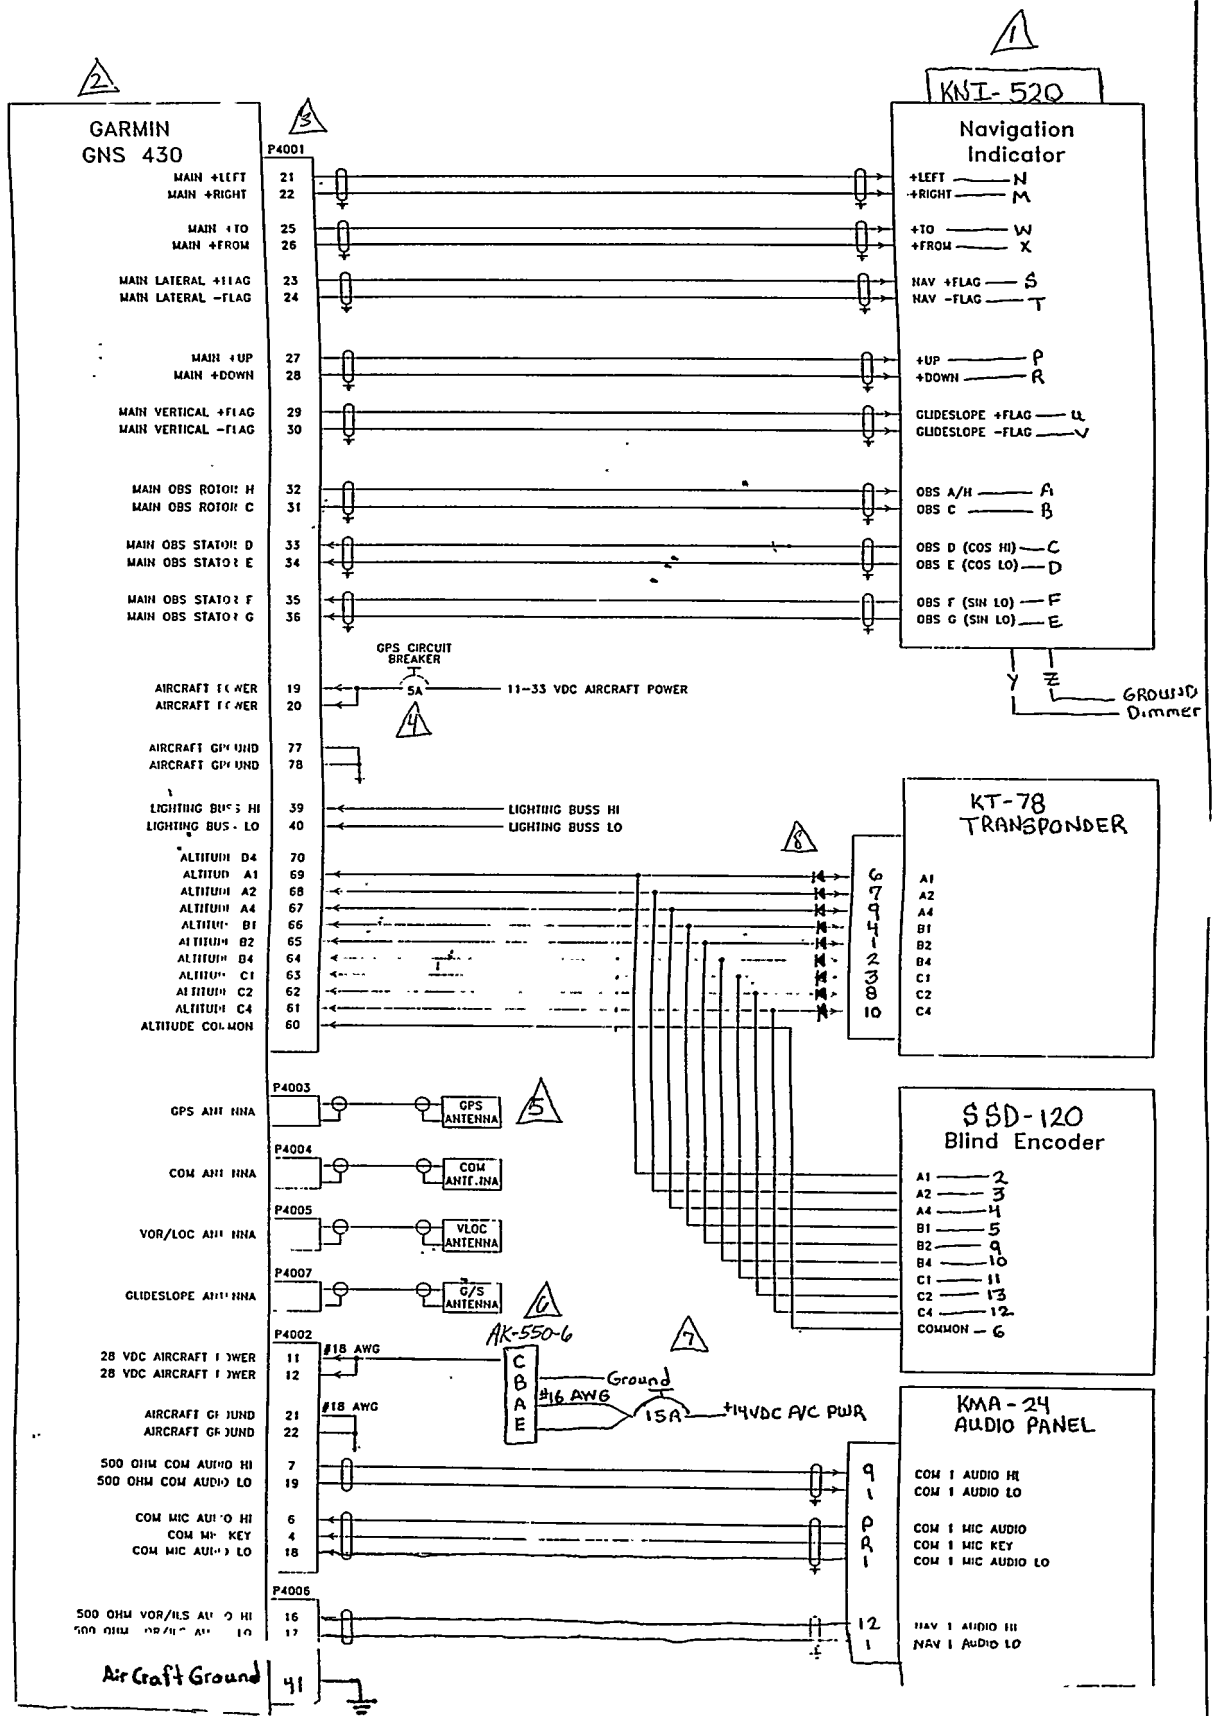 1
KNI-520
2
3
GARMIN
GNS 430
P4001
Navigation
Indicator
MAIN +LEFT 21 +LEFT N
MAIN +RIGHT 22 +RIGHT M
MAIN +TO 25 +TO W
MAIN +FROM 26 +FROM X
MAIN LATERAL +FLAG 23 NAV +FLAG S
MAIN LATERAL -FLAG 24 NAV -FLAG T
MAIN +UP 27 +UP P
MAIN +DOWN 28 +DOWN R
MAIN VERTICAL +FLAG 29 GLIDESLOPE +FLAG U
MAIN VERTICAL -FLAG 30 GLIDESLOPE -FLAG V
MAIN OBS ROTOR H 32 OBS A/H A
MAIN OBS ROTOR C 31 OBS C B
MAIN OBS STATOR D 33 OBS D (COS HI) C
MAIN OBS STATOR E 34 OBS E (COS LO) D
MAIN OBS STATOR F 35 OBS F (SIN LO) F
MAIN OBS STATOR G 36 OBS G (SIN LO) E
GPS CIRCUIT
BREAKER
Y Z
GROUND
Dimmer
AIRCRAFT POWER 19 5A 11-33 VDC AIRCRAFT POWER
AIRCRAFT POWER 20
4
AIRCRAFT GROUND 77
AIRCRAFT GROUND 78
LIGHTING BUSS HI 39 LIGHTING BUSS HI
LIGHTING BUS LO 40 LIGHTING BUSS LO
KT-78
TRANSPONDER
8
ALTITUDE D4 70
ALTITUD A1 69 6 A1
ALTITUDE A2 68 7 A2
ALTITUDE A4 67 9 A4
ALTITUD B1 66 4 B1
ALTITUD B2 65 1 B2
ALTITUD B4 64 2 B4
ALTITUD C1 63 3 C1
ALTITUDE C2 62 8 C2
ALTITUDE C4 61 10 C4
ALTITUDE COMMON 60
P4003
GPS ANTENNA GPS
ANTENNA
5
P4004
COM ANTENNA COM
ANTENNA
P4005
VOR/LOC ANTENNA VLOC
ANTENNA
P4007
GLIDESLOPE ANTENNA G/S
ANTENNA
SSD-120
Blind Encoder
A1 2
A2 3
A4 4
B1 5
B2 9
B4 10
C1 11
C2 13
C4 12
COMMON 6
6
AK-550-6
7
P4002
28 VDC AIRCRAFT POWER 11 #18 AWG C
28 VDC AIRCRAFT POWER 12 B Ground
A #16 AWG
E 15A +14VDC A/C PWR
AIRCRAFT GROUND 21 #18 AWG
AIRCRAFT GROUND 22
KMA-24
AUDIO PANEL
500 OHM COM AUDIO HI 7 9 COM 1 AUDIO HI
500 OHM COM AUDIO LO 19 1 COM 1 AUDIO LO
COM MIC AUDIO HI 6 P COM 1 MIC AUDIO
COM MIC KEY 4 R COM 1 MIC KEY
COM MIC AUDIO LO 18 1 COM 1 MIC AUDIO LO
P4006
500 OHM VOR/ILS AUDIO HI 16 12 NAV 1 AUDIO HI
500 OHM VOR/ILS AU LO 17 1 NAV 1 AUDIO LO
AirCraft Ground 41